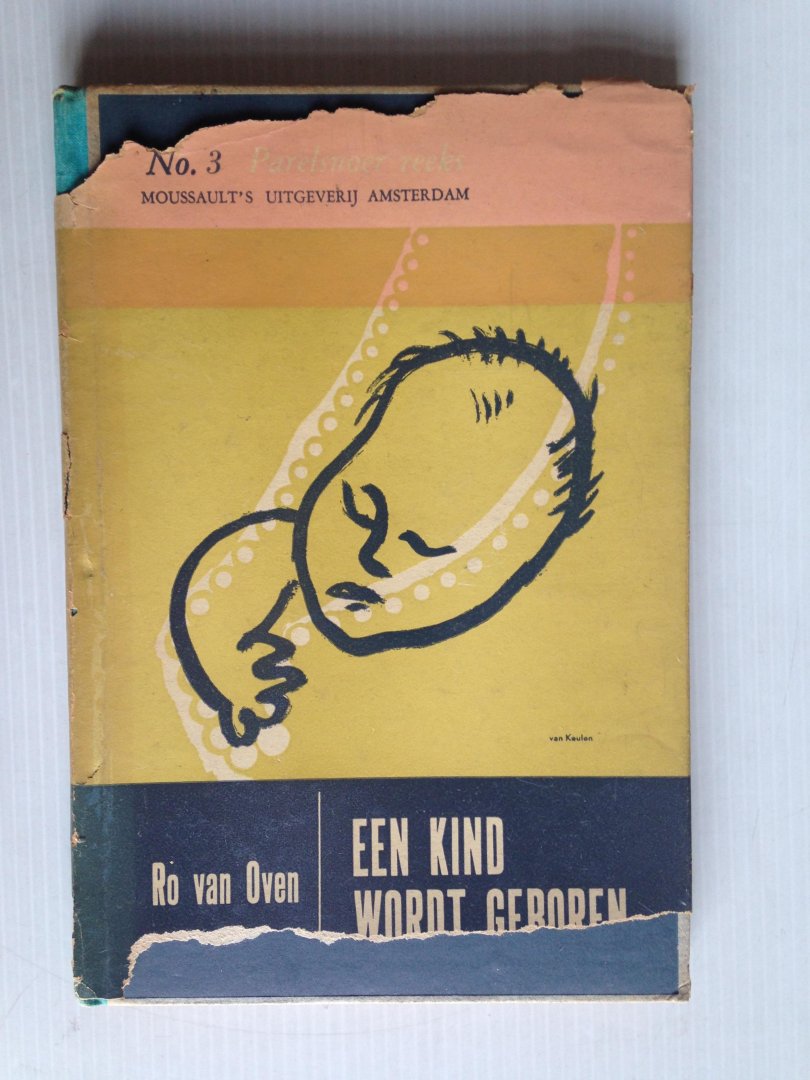 No. 3 Parelsnoer reeks
MOUSSAULT'S UITGEVERIJ AMSTERDAM
van Keulen
Ro van Oven
EEN KIND
WORDT GEBOREN